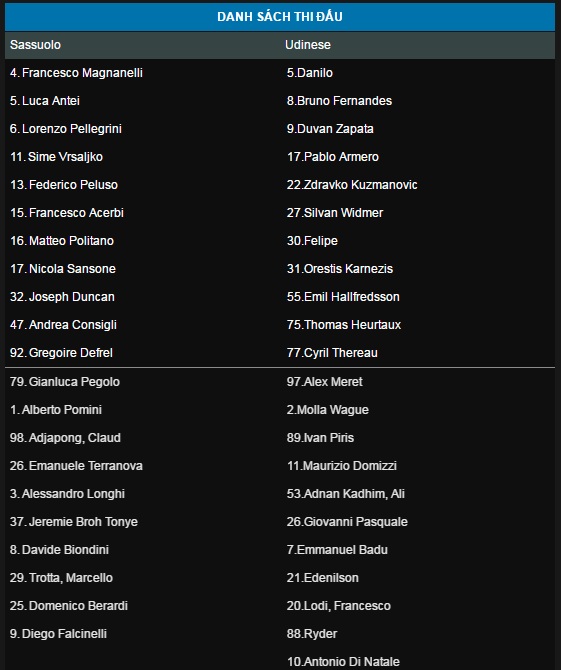 DANH SÁCH THI ĐẤU
Sassuolo Udinese
4. Francesco Magnanelli 5.Danilo
5. Luca Antei 8.Bruno Fernandes
6. Lorenzo Pellegrini 9.Duvan Zapata
11. Sime Vrsaljko 17.Pablo Armero
13. Federico Peluso 22.Zdravko Kuzmanovic
15. Francesco Acerbi 27.Silvan Widmer
16. Matteo Politano 30.Felipe
17. Nicola Sansone 31.Orestis Karnezis
32. Joseph Duncan 55.Emil Hallfredsson
47. Andrea Consigli 75.Thomas Heurtaux
92. Gregoire Defrel 77.Cyril Thereau
79. Gianluca Pegolo 97.Alex Meret
1. Alberto Pomini 2.Molla Wague
98. Adjapong, Claud 89.Ivan Piris
26. Emanuele Terranova 11.Maurizio Domizzi
3. Alessandro Longhi 53.Adnan Kadhim, Ali
37. Jeremie Broh Tonye 26.Giovanni Pasquale
8. Davide Biondini 7.Emmanuel Badu
29. Trotta, Marcello 21.Edenilson
25. Domenico Berardi 20.Lodi, Francesco
9. Diego Falcinelli 88.Ryder
10.Antonio Di Natale